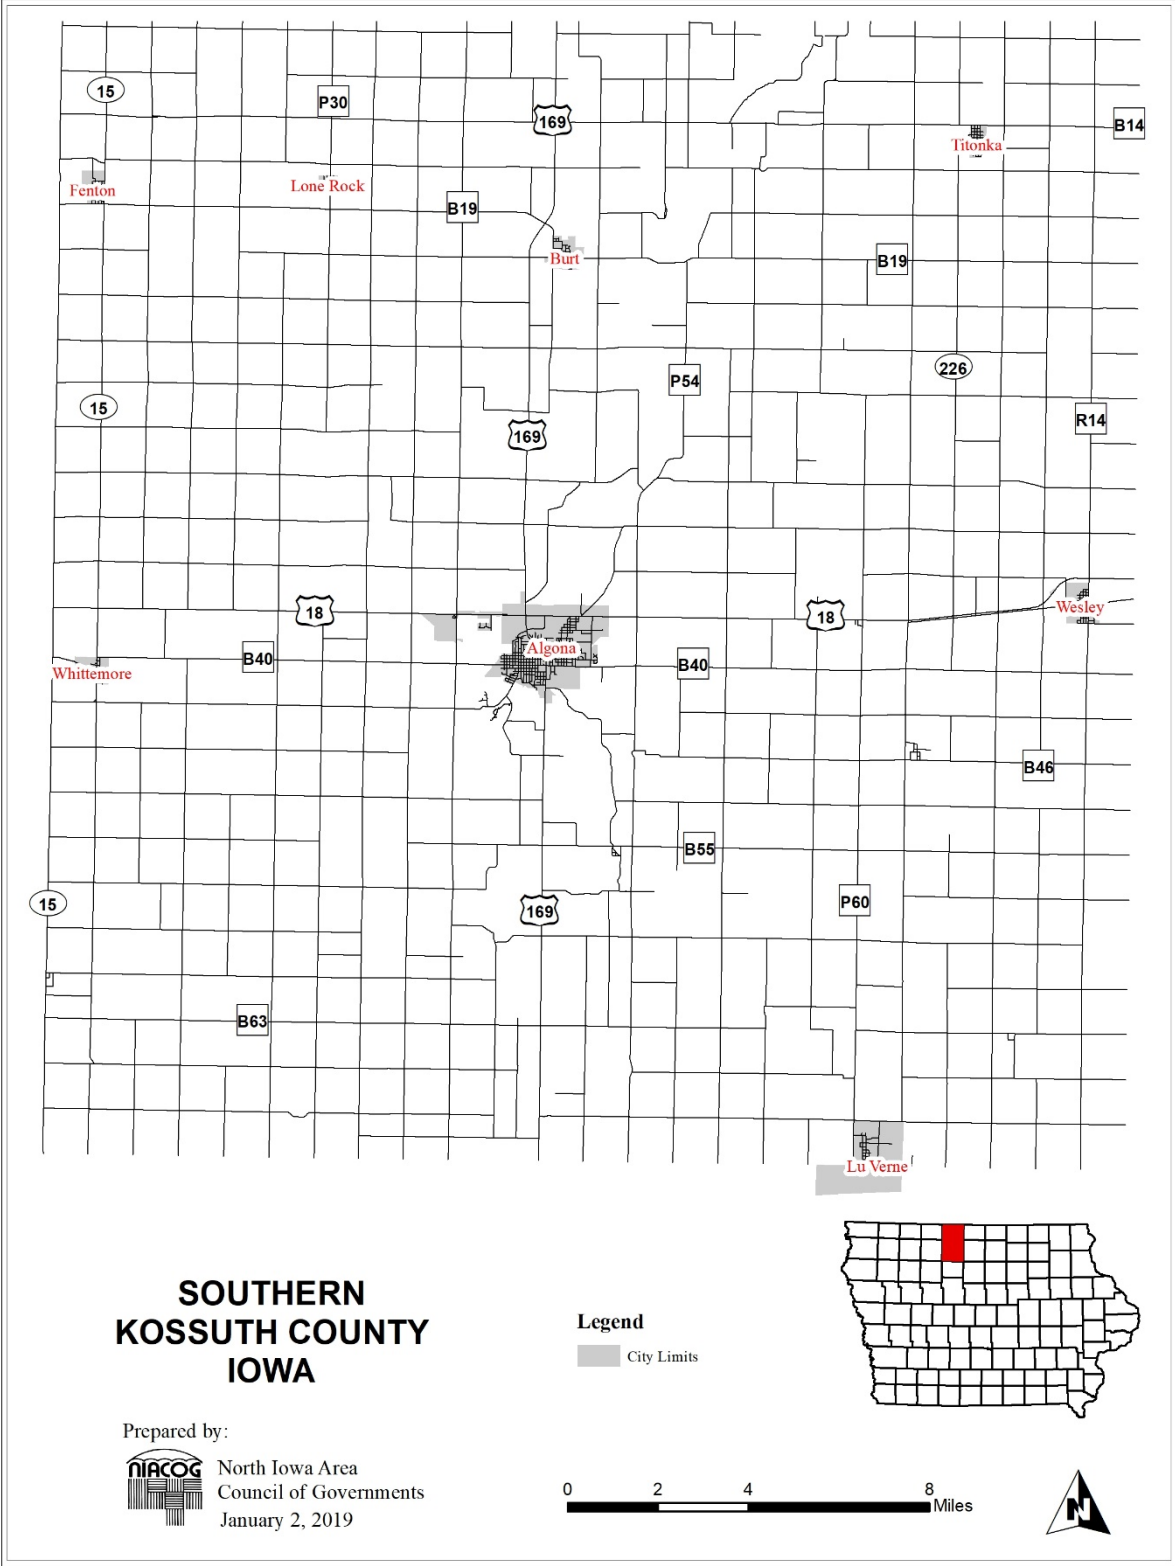 15
P30
169
B14
Titonka
Fenton
Lone Rock
B19
Burt
B19
P54
226
15
R14
169
18
18
Wesley
Algona
B40
B40
Whittemore
B46
B55
15
169
P60
B63
Lu Verne
SOUTHERN
KOSSUTH COUNTY
IOWA
Legend
City Limits
Prepared by:
NIACOG
North Iowa Area
Council of Governments
January 2, 2019
0 2 4 8
Miles
N